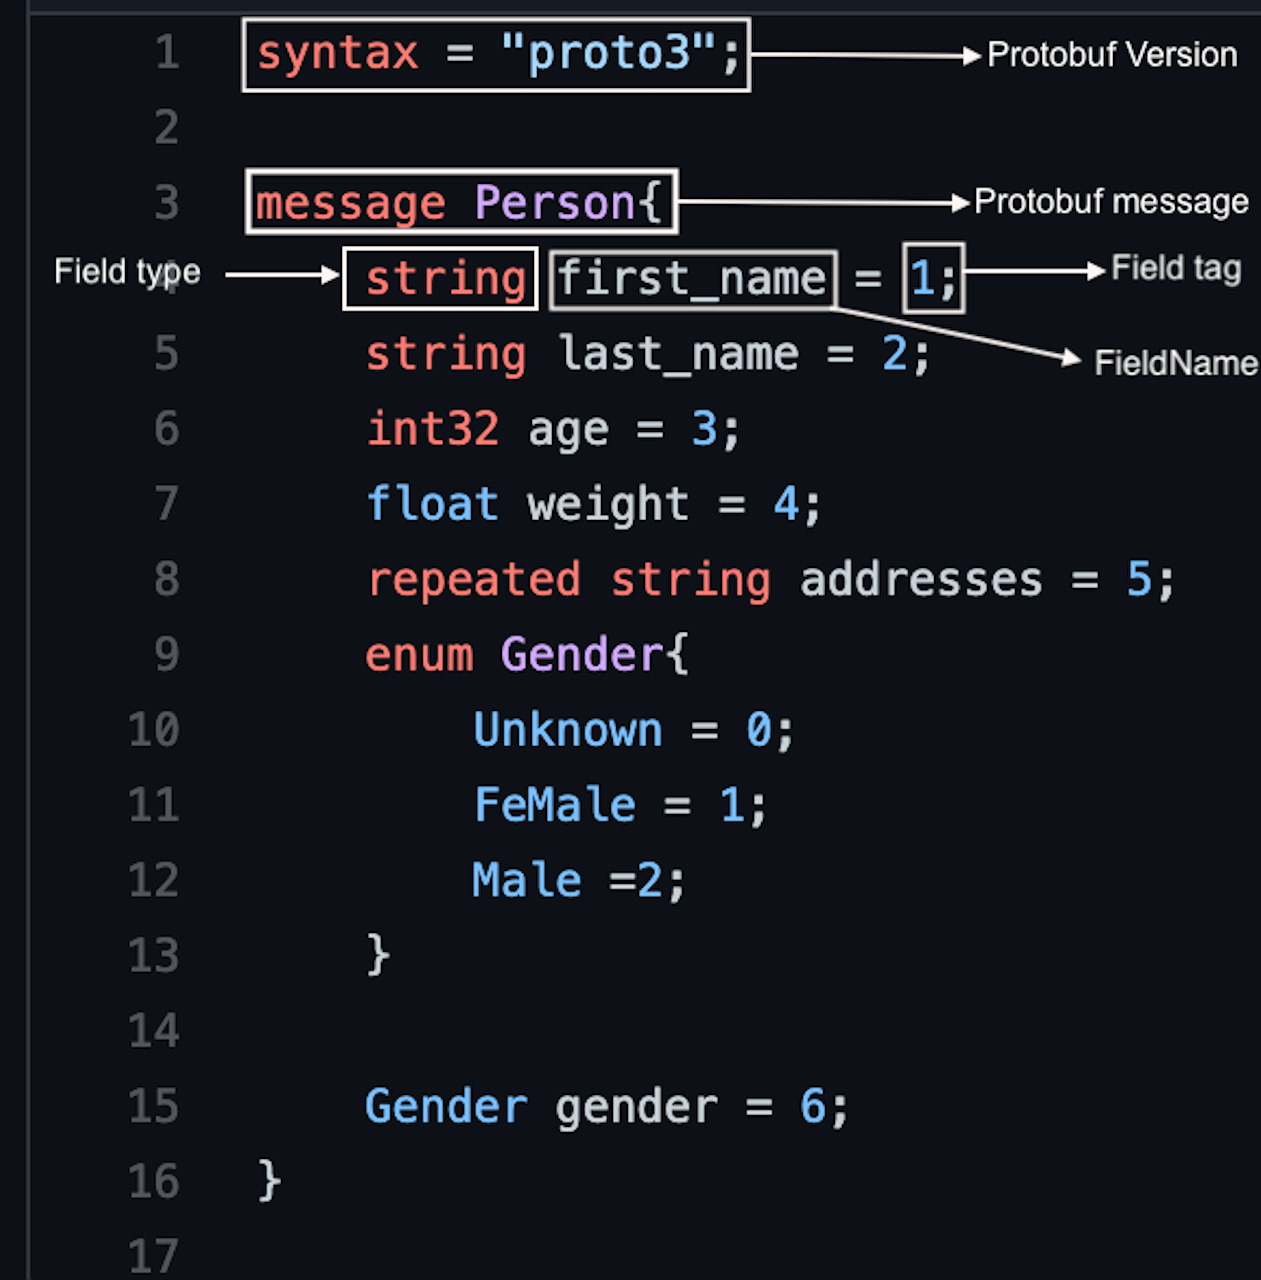 1 syntax = "proto3"; Protobuf Version
2
3 message Person{ Protobuf message
Field type string first_name = 1; Field tag
5 string last_name = 2; FieldName
6 int32 age = 3;
7 float weight = 4;
8 repeated string addresses = 5;
9 enum Gender{
10 Unknown = 0;
11 FeMale = 1;
12 Male =2;
13 }
14
15 Gender gender = 6;
16 }
17